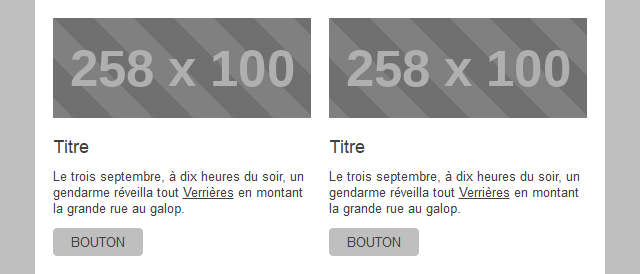 258 x 100
Titre
Le trois septembre, à dix heures du soir, un
gendarme réveilla tout Verrières en montant
la grande rue au galop.
BOUTON
258 x 100
Titre
Le trois septembre, à dix heures du soir, un
gendarme réveilla tout Verrières en montant
la grande rue au galop.
BOUTON